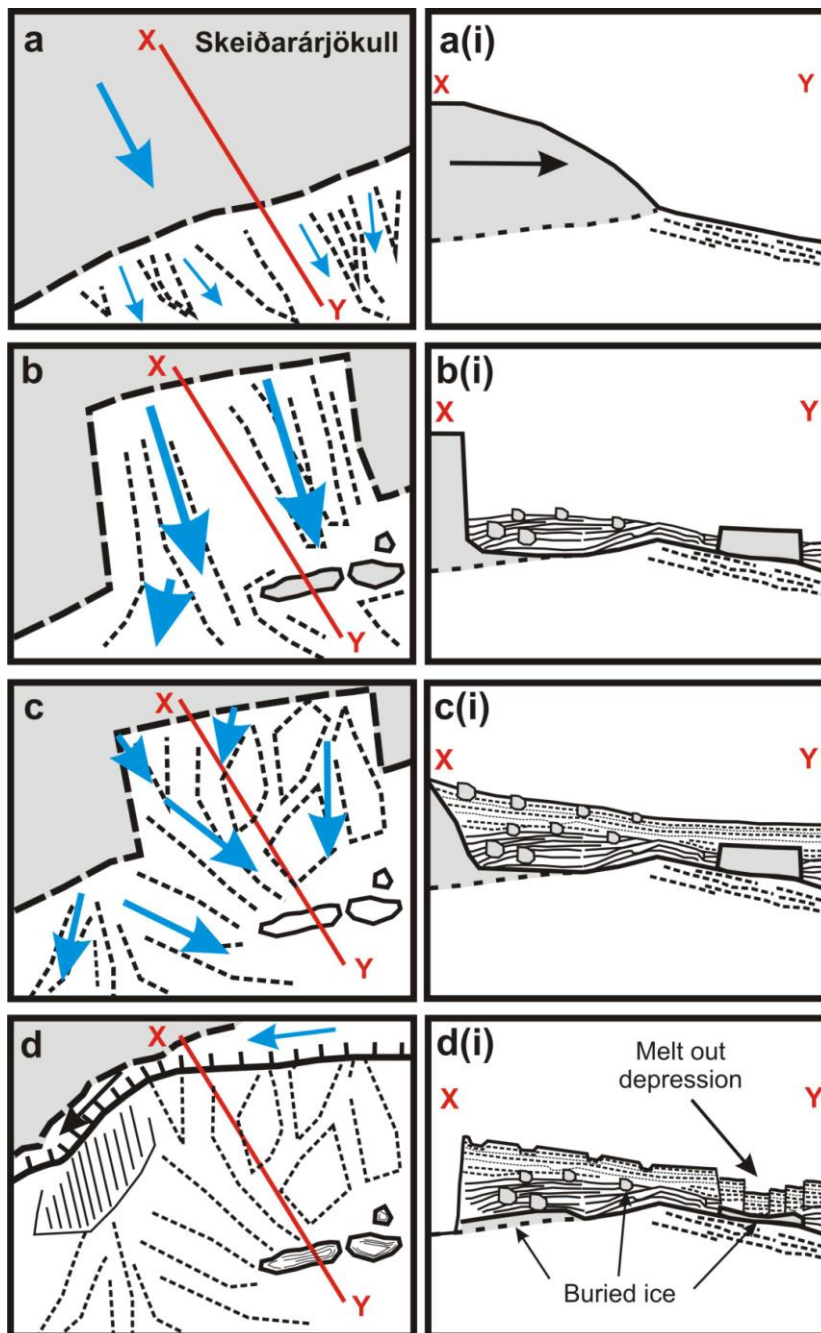 a
X
Skeiðarárjökull
Y
a(i)
X
Y
b
X
Y
b(i)
X
Y
c
X
Y
c(i)
X
Y
d
X
Y
d(i)
Melt out
depression
X
Y
Buried ice